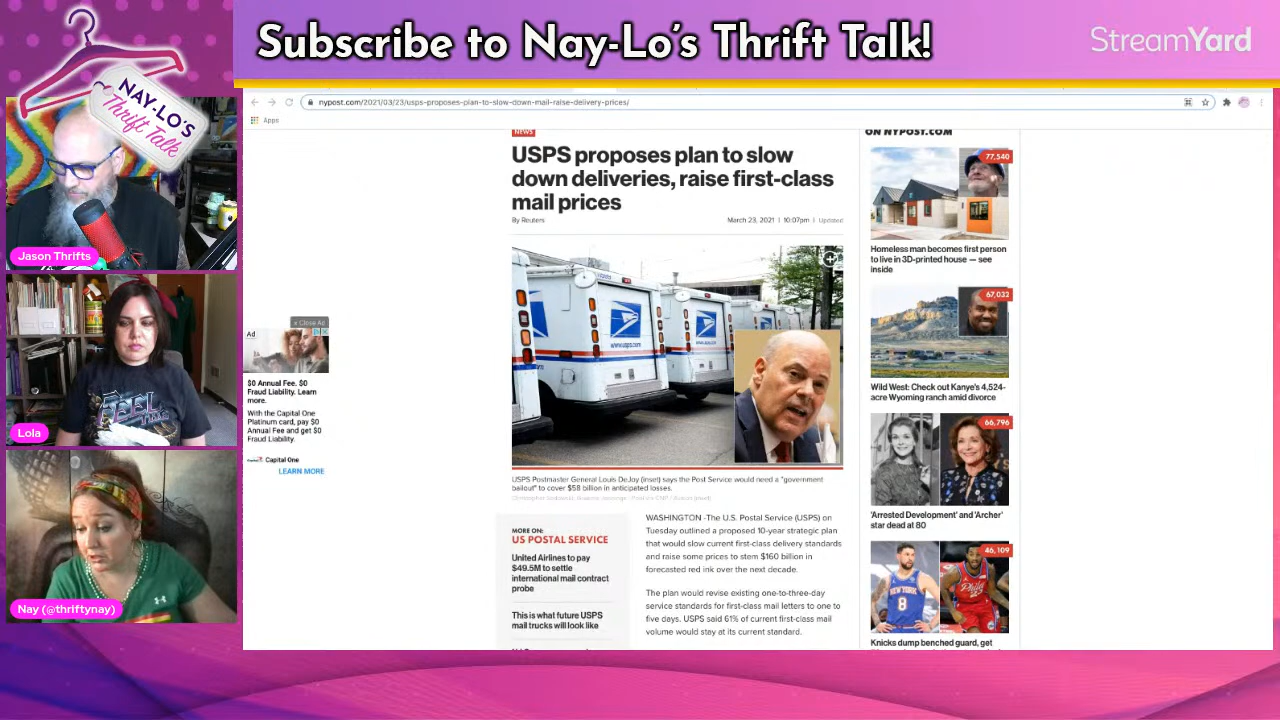 Subscribe to Nay-Lo's Thrift Talk!
StreamYard
NAY-LO'S
Thrift Talk
Jason Thrifts
Lola
FEEL
Nay (@thriftynay)
nypost.com/2021/03/23/usps-proposes-plan-to-slow-down-mail-raise-delivery-prices/
Apps
NEWS
USPS proposes plan to slow
down deliveries, raise first-class
mail prices
By Reuters
March 23, 2021 | 10:07pm | Updated
www.usps.com
USPS Postmaster General Louis DeJoy (inset) says the Post Service would need a "government
bailout" to cover $58 billion in anticipated losses.
MORE ON:
US POSTAL SERVICE
United Airlines to pay
$49.5M to settle
international mail contract
probe
This is what future USPS
mail trucks will look like
WASHINGTON -The U.S. Postal Service (USPS) on
Tuesday outlined a proposed 10-year strategic plan
that would slow current first-class delivery standards
and raise some prices to stem $160 billion in
forecasted red ink over the next decade.
The plan would revise existing one-to-three-day
service standards for first-class mail letters to one to
five days. USPS said 61% of current first-class mail
volume would stay at its current standard.
Ad
× Close Ad
$0 Annual Fee. $0
Fraud Liability. Learn
more.
With the Capital One
Platinum card, pay $0
Annual Fee and get $0
Fraud Liability.
Capital One
LEARN MORE
ON NYPOST.COM
77,540
Homeless man becomes first person
to live in 3D-printed house — see
inside
67,032
Wild West: Check out Kanye's 4,524-
acre Wyoming ranch amid divorce
66,796
'Arrested Development' and 'Archer'
star dead at 80
46,109
NEW YORK
8
Phila
Knicks dump benched guard, get